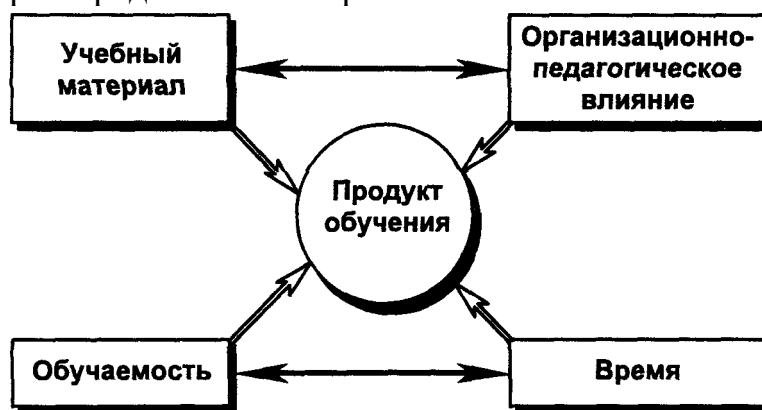 Учебный
материал
Организационно-
педагогическое
влияние
Продукт
обучения
Обучаемость
Время